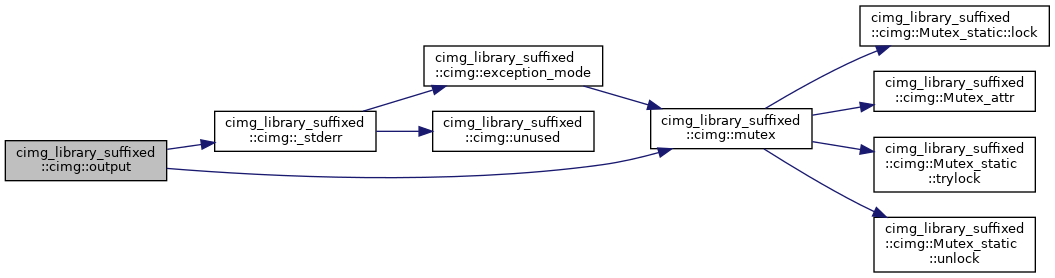 cimg_library_suffixed
::cimg::output
cimg_library_suffixed
::cimg::_stderr
cimg_library_suffixed
::cimg::exception_mode
cimg_library_suffixed
::cimg::unused
cimg_library_suffixed
::cimg::mutex
cimg_library_suffixed
::cimg::Mutex_static::lock
cimg_library_suffixed
::cimg::Mutex_attr
cimg_library_suffixed
::cimg::Mutex_static
::trylock
cimg_library_suffixed
::cimg::Mutex_static
::unlock